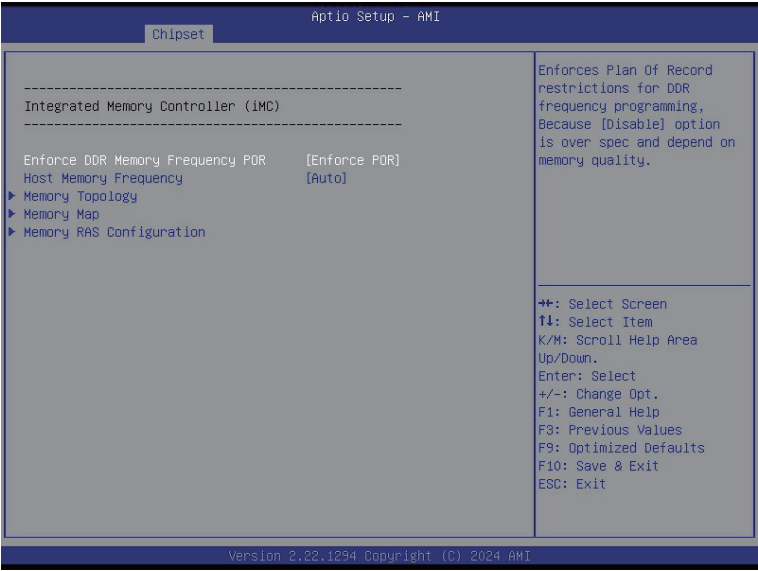 Aptio Setup – AMI
Chipset
------------------------------------------------
Integrated Memory Controller (iMC)
------------------------------------------------
Enforce DDR Memory Frequency POR [Enforce POR]
Host Memory Frequency [Auto]
Memory Topology
Memory Map
Memory RAS Configuration
Enforces Plan Of Record
restrictions for DDR
frequency programming,
Because [Disable] option
is over spec and depend on
memory quality.
→←: Select Screen
↑↓: Select Item
K/M: Scroll Help Area
Up/Down.
Enter: Select
+/-: Change Opt.
F1: General Help
F3: Previous Values
F9: Optimized Defaults
F10: Save & Exit
ESC: Exit
Version 2.22.1294 Copyright (C) 2024 AMI